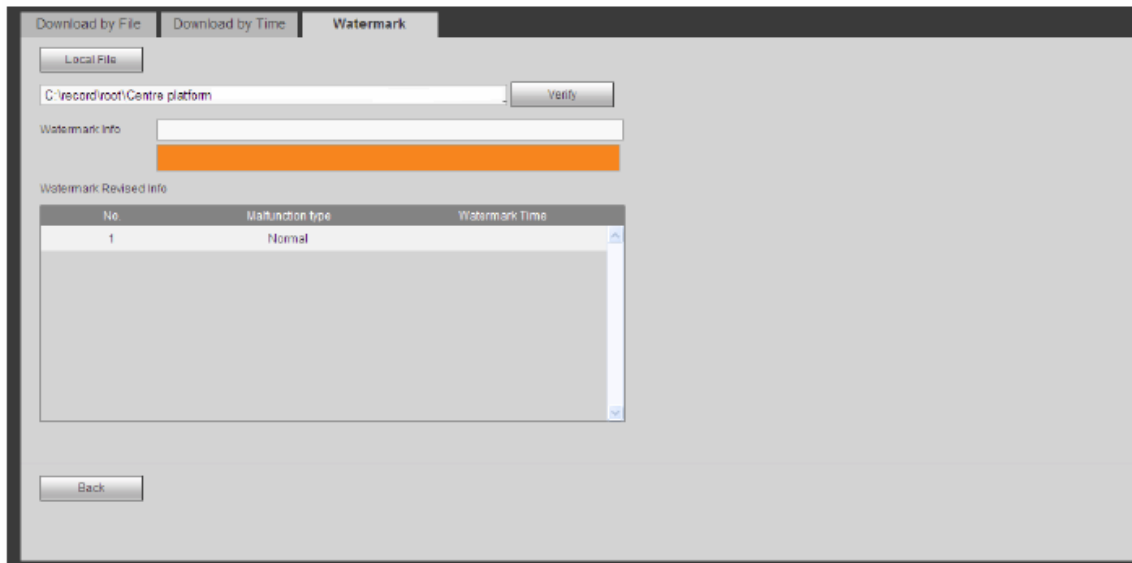 Download by File Download by Time Watermark
Local File
C:\record\root\Centre platform Verify
Watermark Info
Watermark Revised Info
No. Malfunction type Watermark Time
1 Normal
Back